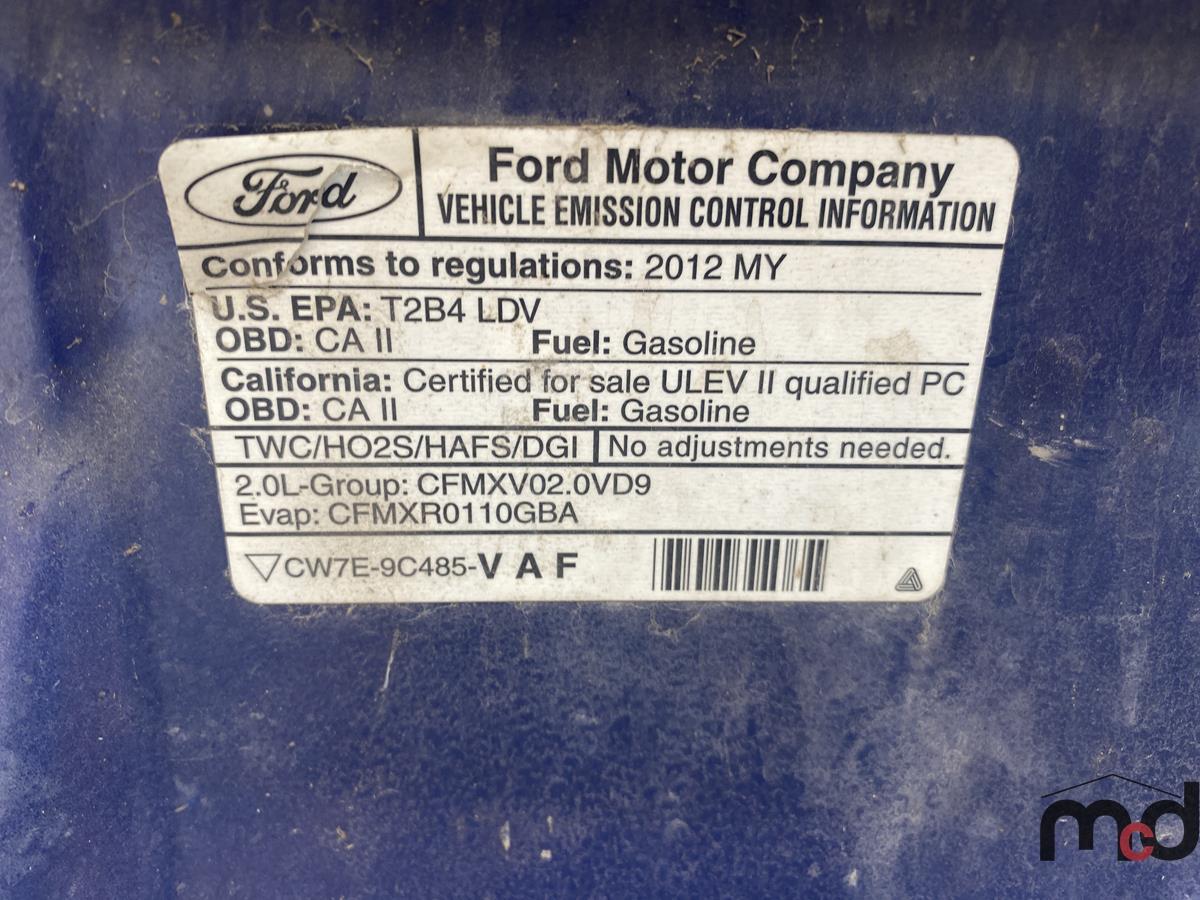 Ford
Ford Motor Company
VEHICLE EMISSION CONTROL INFORMATION
Conforms to regulations: 2012 MY
U.S. EPA: T2B4 LDV
OBD: CA II Fuel: Gasoline
California: Certified for sale ULEV II qualified PC
OBD: CA II Fuel: Gasoline
TWC/HO2S/HAFS/DGI No adjustments needed.
2.0L-Group: CFMXV02.0VD9
Evap: CFMXR0110GBA
CW7E-9C485-V A F
mcd